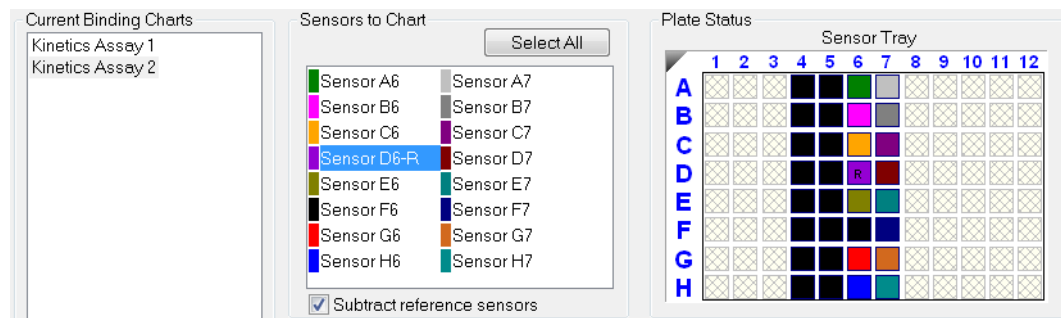 Current Binding Charts
Kinetics Assay 1
Kinetics Assay 2
Sensors to Chart
Select All
Sensor A6 Sensor A7
Sensor B6 Sensor B7
Sensor C6 Sensor C7
Sensor D6-R Sensor D7
Sensor E6 Sensor E7
Sensor F6 Sensor F7
Sensor G6 Sensor G7
Sensor H6 Sensor H7
Subtract reference sensors
Plate Status
Sensor Tray
1 2 3 4 5 6 7 8 9 10 11 12
A
B
C
D R
E
F
G
H